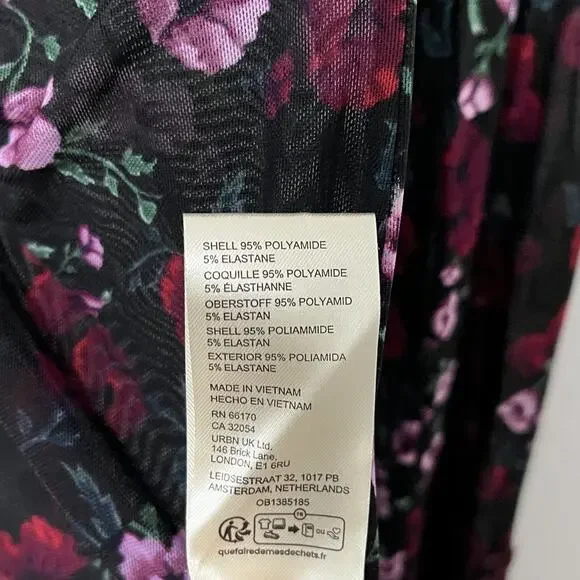 SHELL 95% POLYAMIDE
5% ELASTANE
COQUILLE 95% POLYAMIDE
5% ÉLASTHANNE
OBERSTOFF 95% POLYAMID
5% ELASTAN
SHELL 95% POLIAMMIDE
5% ELASTAN
EXTERIOR 95% POLIAMIDA
5% ELASTANE
MADE IN VIETNAM
HECHO EN VIETNAM
RN 66170
CA 32054
URBN UK Ltd.
146 Brick Lane,
LONDON, E1 6RU
LEIDSESTRAAT 32, 1017 PB
AMSTERDAM, NETHERLANDS
OB1385185
FR
ou
quefairedemesdechets.fr